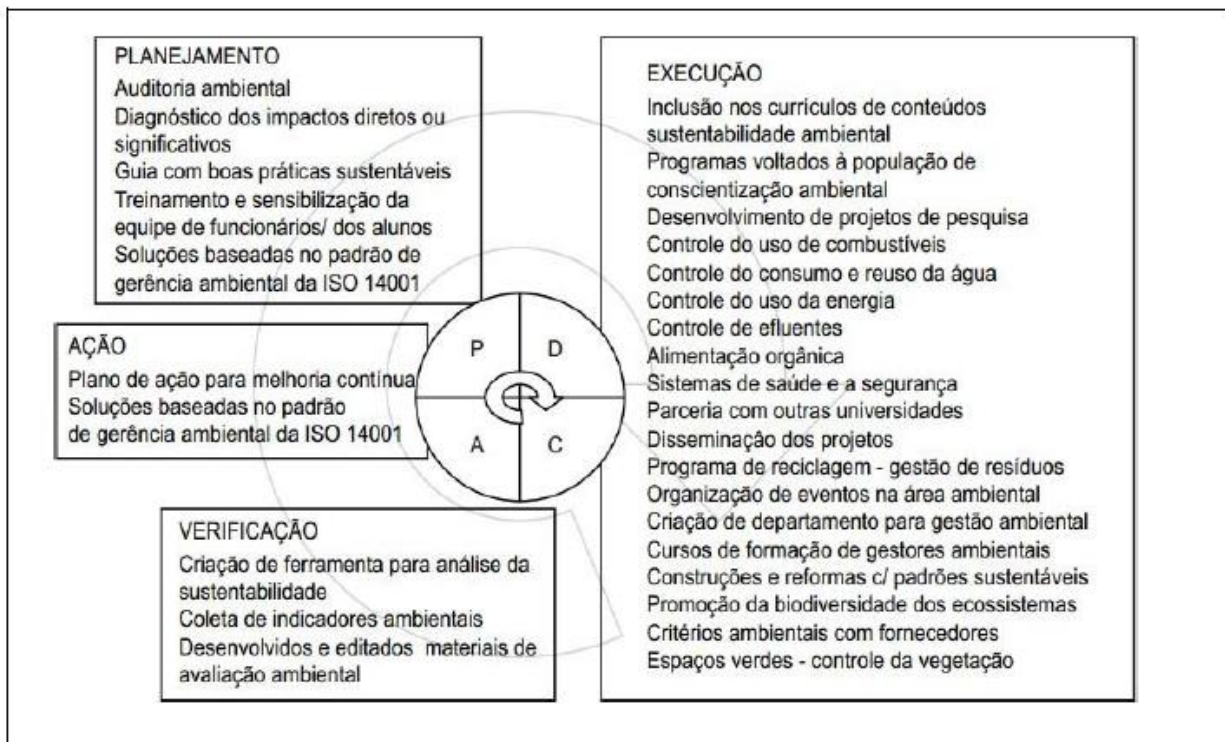 PLANEJAMENTO
Auditoria ambiental
Diagnóstico dos impactos diretos ou
significativos
Guia com boas práticas sustentáveis
Treinamento e sensibilização da
equipe de funcionários/ dos alunos
Soluções baseadas no padrão de
gerência ambiental da ISO 14001
AÇÃO
Plano de ação para melhoria contínua
Soluções baseadas no padrão
de gerência ambiental da ISO 14001
P D
A C
VERIFICAÇÃO
Criação de ferramenta para análise da
sustentabilidade
Coleta de indicadores ambientais
Desenvolvidos e editados materiais de
avaliação ambiental
EXECUÇÃO
Inclusão nos currículos de conteúdos
sustentabilidade ambiental
Programas voltados à população de
conscientização ambiental
Desenvolvimento de projetos de pesquisa
Controle do uso de combustíveis
Controle do consumo e reuso da água
Controle do uso da energia
Controle de efluentes
Alimentação orgânica
Sistemas de saúde e a segurança
Parceria com outras universidades
Disseminação dos projetos
Programa de reciclagem - gestão de resíduos
Organização de eventos na área ambiental
Criação de departamento para gestão ambiental
Cursos de formação de gestores ambientais
Construções e reformas c/ padrões sustentáveis
Promoção da biodiversidade dos ecossistemas
Critérios ambientais com fornecedores
Espaços verdes - controle da vegetação